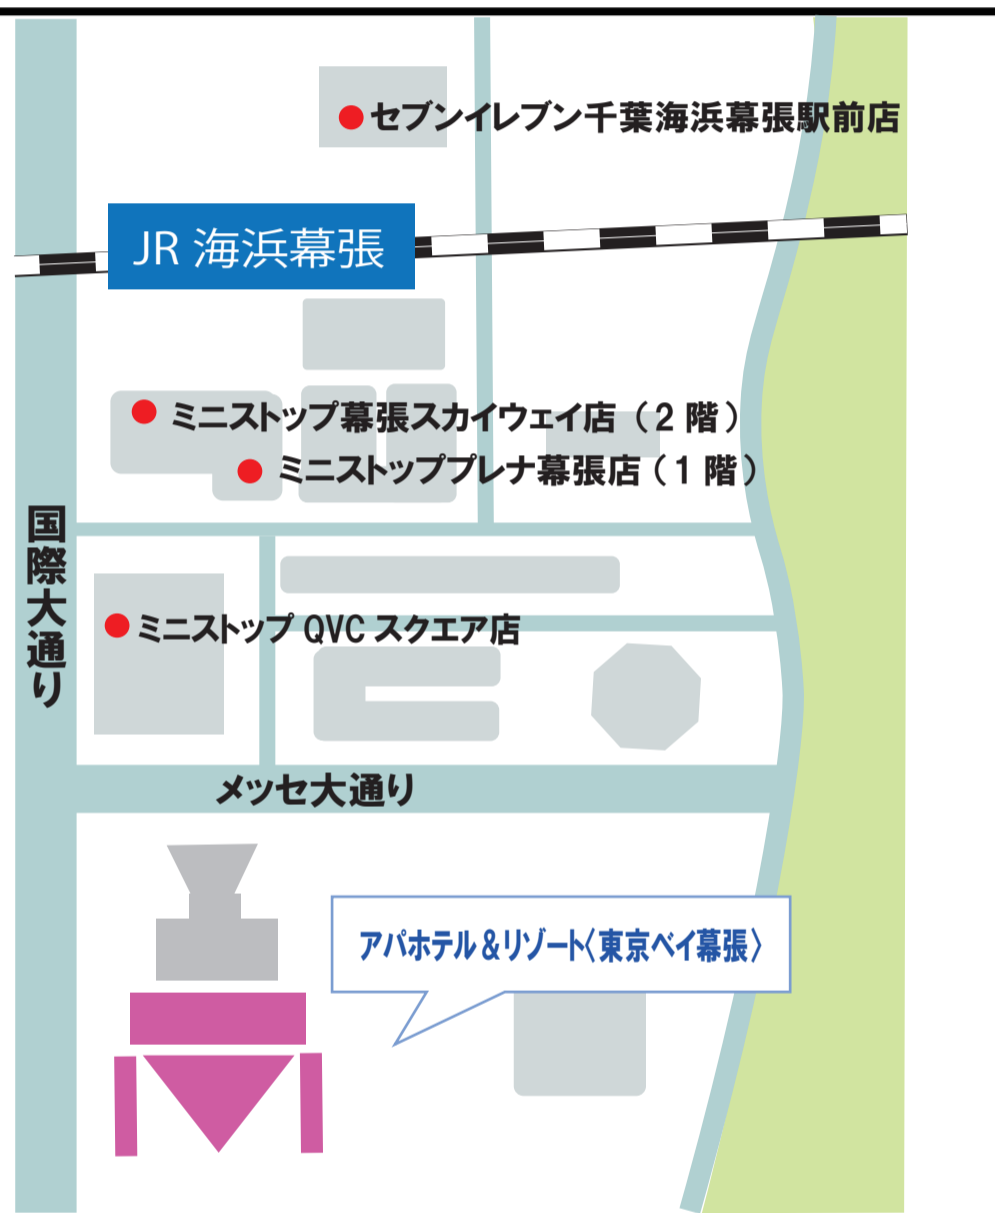 セブンイレブン千葉海浜幕張駅前店
JR 海浜幕張
ミニストップ幕張スカイウェイ店（2 階）
ミニストッププレナ幕張店（1 階）
国際大通り
ミニストップ QVC スクエア店
メッセ大通り
アパホテル＆リゾート〈東京ベイ幕張〉